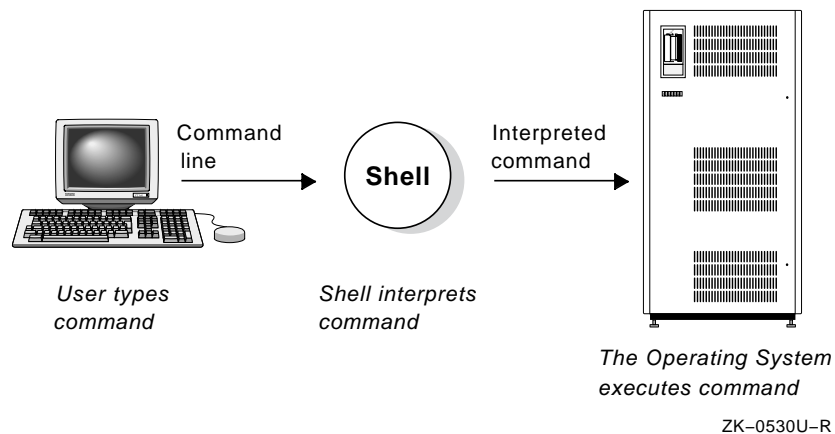 Command
line
Shell
Interpreted
command
User types
command
Shell interprets
command
The Operating System
executes command
ZK–0530U–R